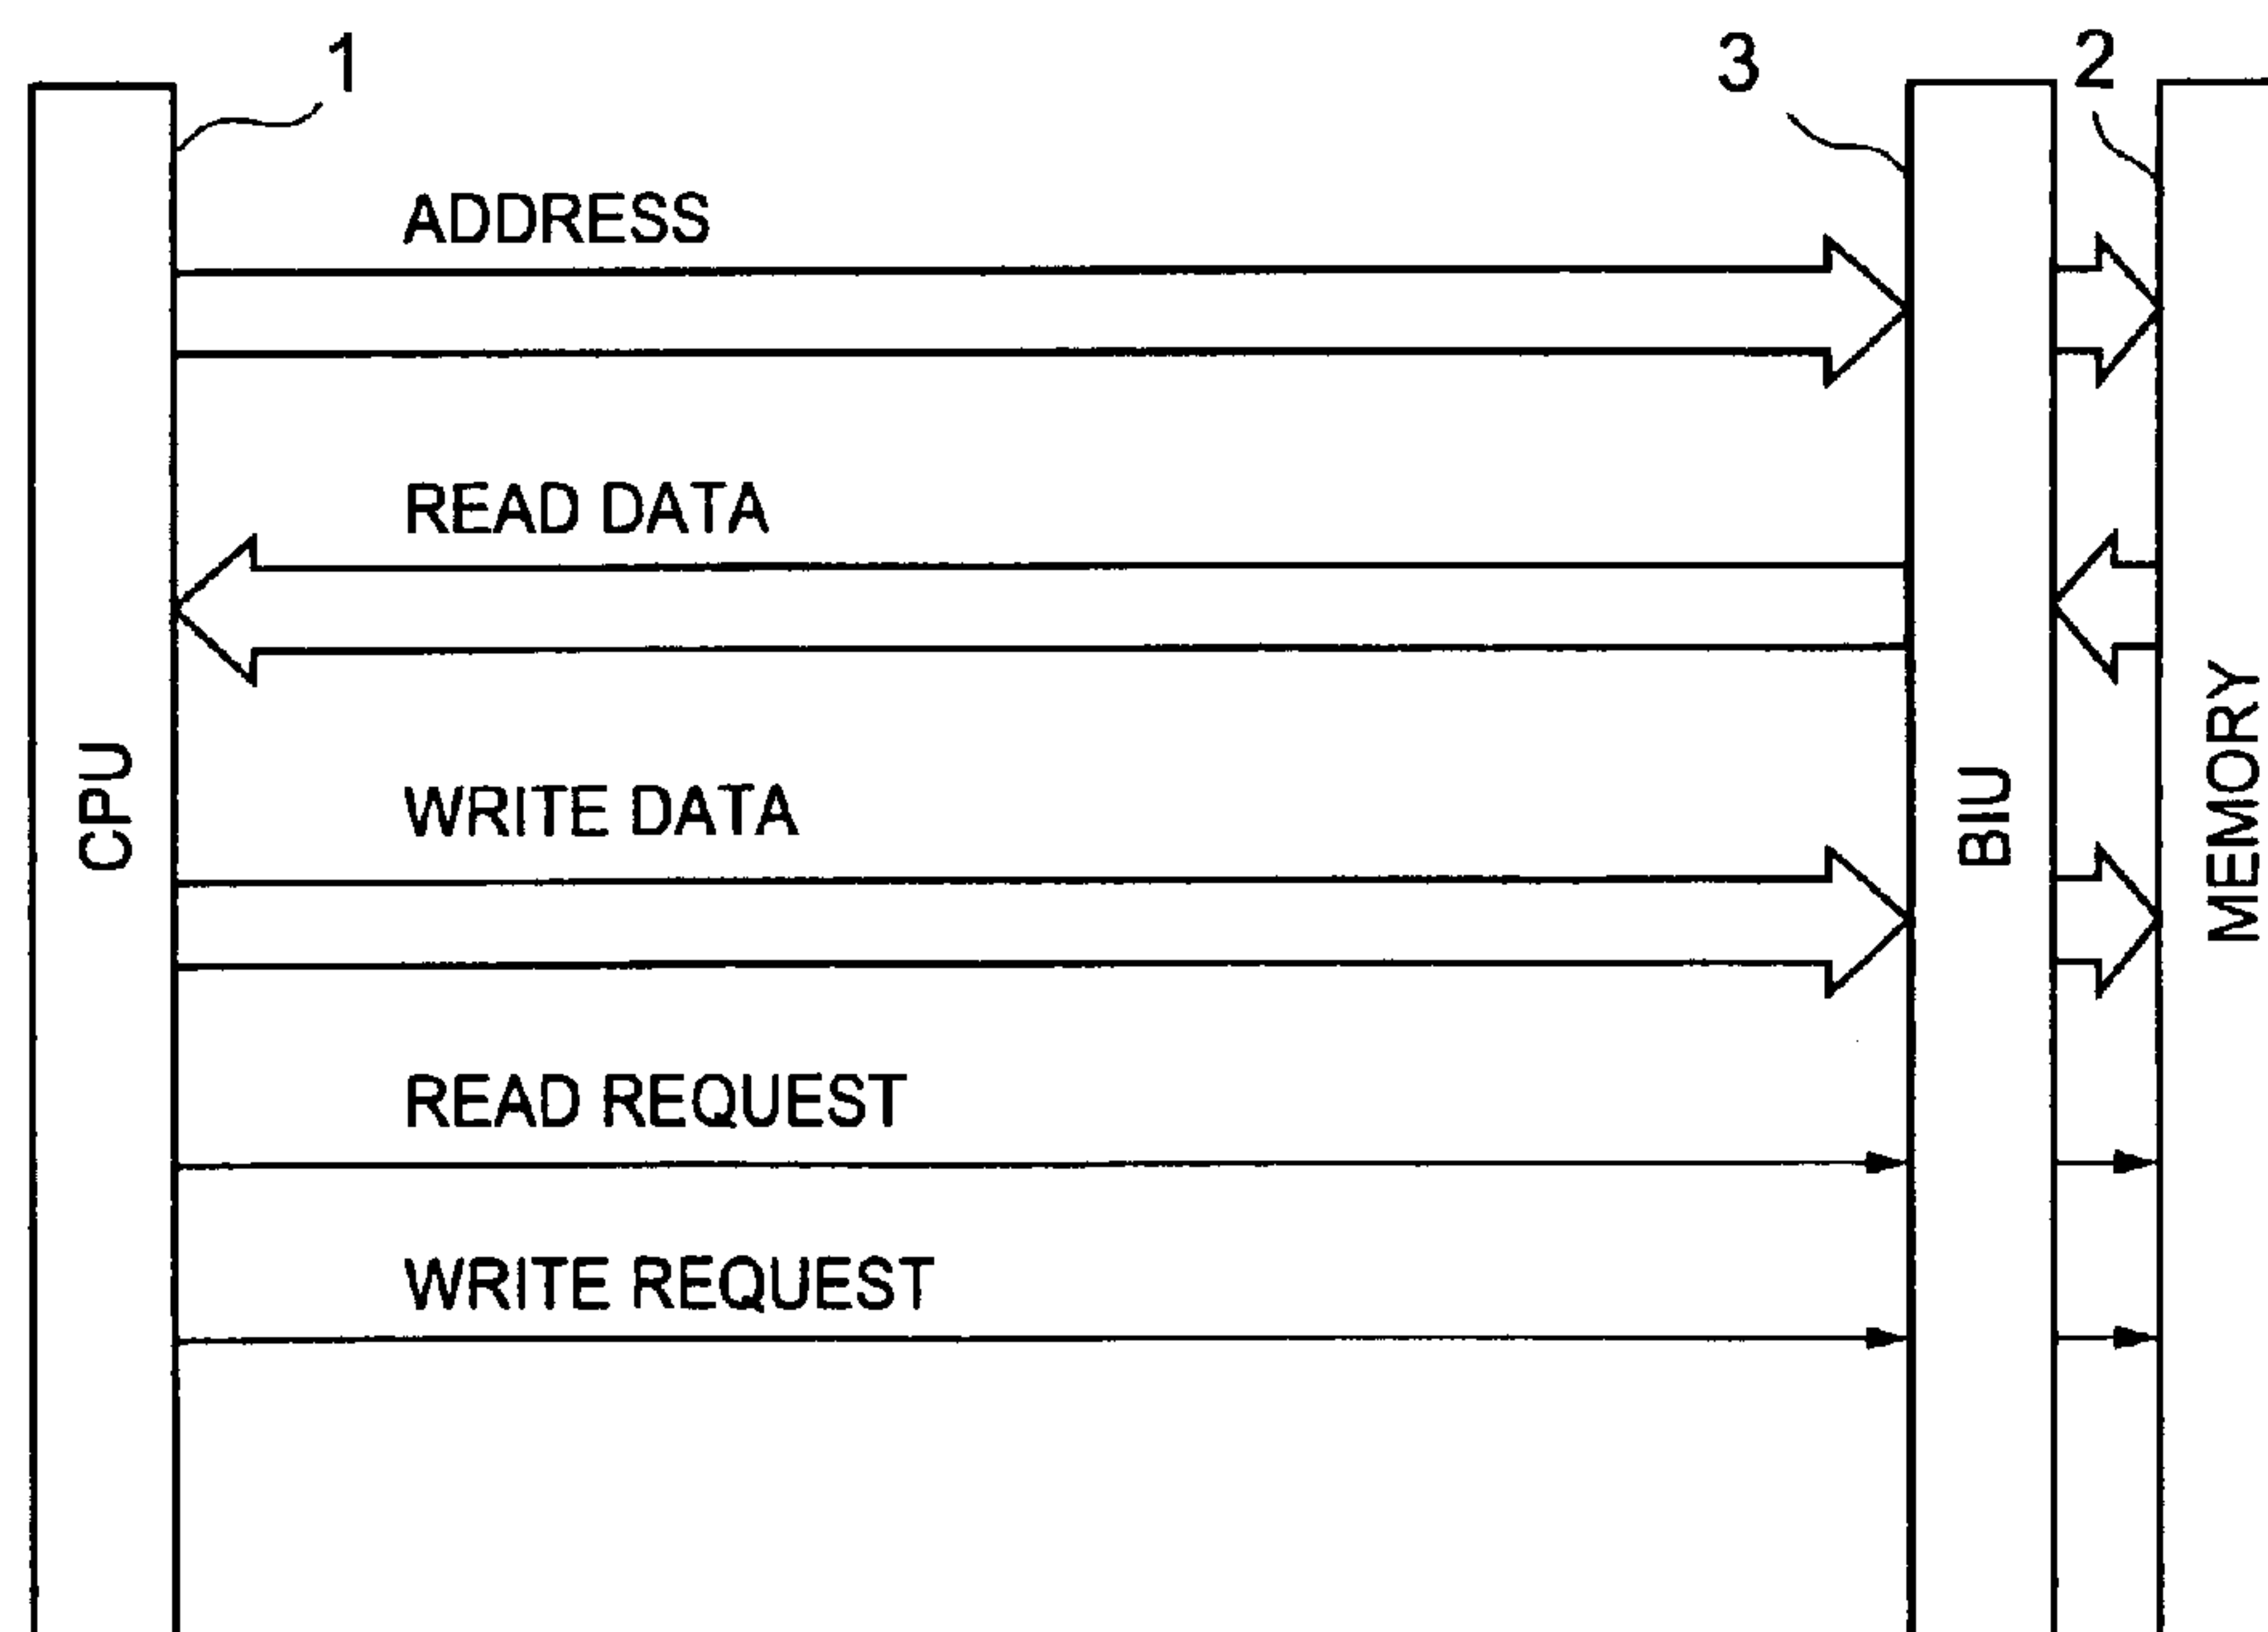 1
3
2
ADDRESS
READ DATA
WRITE DATA
READ REQUEST
WRITE REQUEST
CPU
BIU
MEMORY